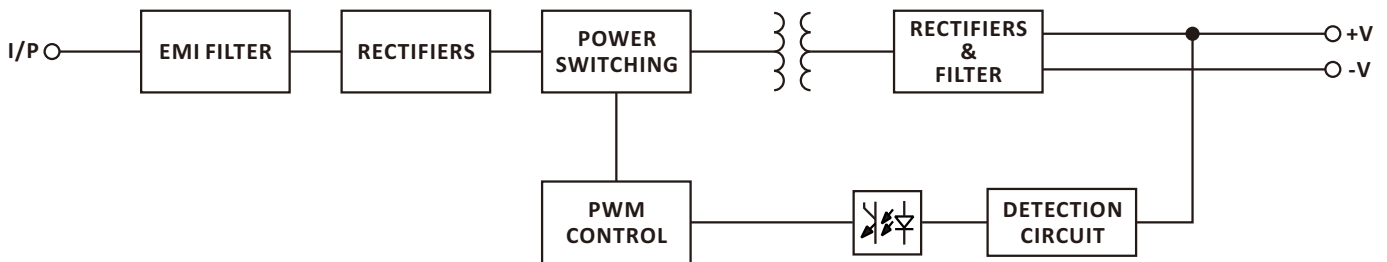 I/P
EMI FILTER
RECTIFIERS
POWER
SWITCHING
RECTIFIERS
&
FILTER
+V
-V
PWM
CONTROL
DETECTION
CIRCUIT